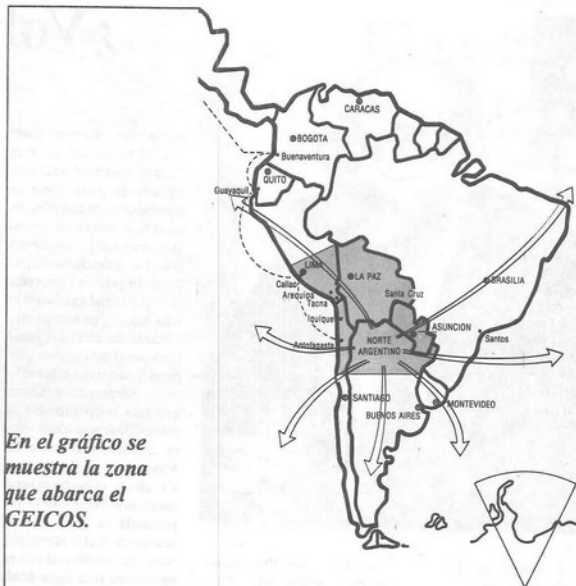 CARACAS
BOGOTA
Buenaventura
QUITO
Guayaquil
LIMA
Callao
LA PAZ
Arequipa
Tacna
Santa Cruz
BRASILIA
Iquique
ASUNCION
Santos
Antofagasta
NORTE
ARGENTINO
SANTIAGO
MONTEVIDEO
BUENOS AIRES
En el gráfico se
muestra la zona
que abarca el
GEICOS.